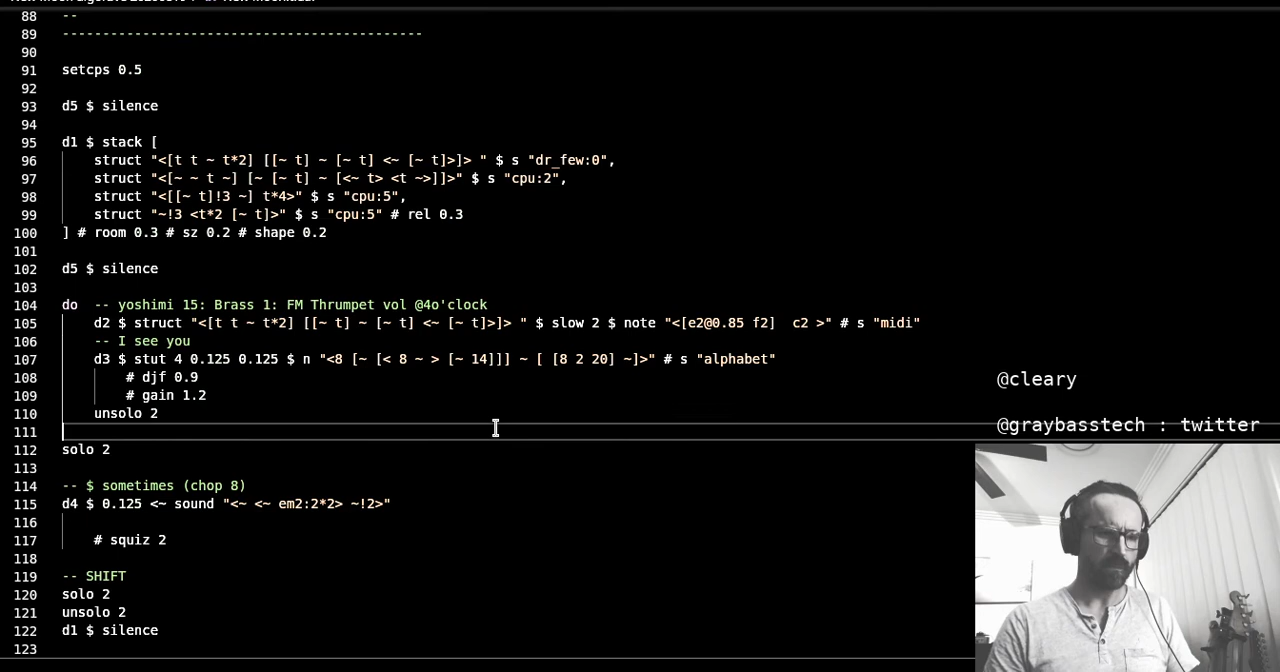 88 --
89 ---------------------------------------------
90
91 setcps 0.5
92
93 d5 $ silence
94
95 d1 $ stack [
96 struct "<[t t ~ t*2] [[~ t] ~ [~ t] <~ [~ t]>]> " $ s "dr_few:0",
97 struct "<[~ ~ t ~] [~ [~ t] ~ [<~ t> <t ~>]]>" $ s "cpu:2",
98 struct "<[[~ t]!3 ~] t*4>" $ s "cpu:5",
99 struct "~!3 <t*2 [~ t]>" $ s "cpu:5" # rel 0.3
100 ] # room 0.3 # sz 0.2 # shape 0.2
101
102 d5 $ silence
103
104 do  -- yoshimi 15: Brass 1: FM Thrumpet vol @4o'clock
105 d2 $ struct "<[t t ~ t*2] [[~ t] ~ [~ t] <~ [~ t]>]> " $ slow 2 $ note "<[e2@0.85 f2]  c2 >" # s "midi"
106 -- I see you
107 d3 $ stut 4 0.125 0.125 $ n "<8 [~ [< 8 ~ > [~ 14]]] ~ [ [8 2 20] ~]>" # s "alphabet"
108 # djf 0.9
109 # gain 1.2
110 unsolo 2
111
112 solo 2
113
114 -- $ sometimes (chop 8)
115 d4 $ 0.125 <~ sound "<~ <~ em2:2*2> ~!2>"
116
117 # squiz 2
118
119 -- SHIFT
120 solo 2
121 unsolo 2
122 d1 $ silence
123
@cleary
@graybasstech : twitter